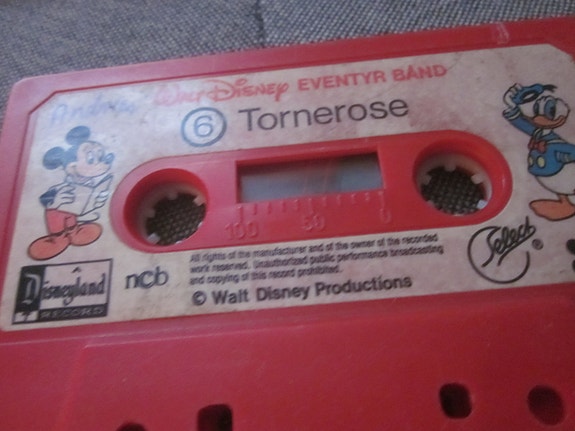 Andreas
Walt Disney EVENTYR BÅND
6 Tornerose
100 50 0
All rights of the manufacturer and of the owner of the recorded
work reserved. Unauthorized public performance broadcasting
and copying of this record prohibited.
© Walt Disney Productions
ncb
Disneyland
RECORD
Select
®